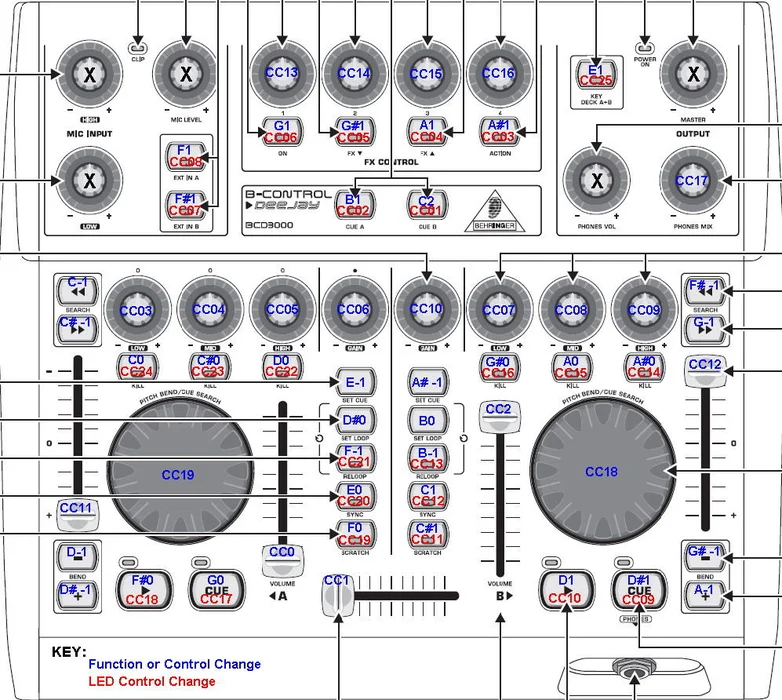 CLIP
POWER ON
X X CC13 CC14 CC15 CC16 E1 CC25 X
KEY DECK A+B
- + - + - + - + - + - + - +
HIGH MIC LEVEL 1 2 3 4 MASTER
MIC INPUT OUTPUT
G1 CC06 G#1 CC05 A1 CC04 A#1 CC03
ON FX ▼ FX ▲ ACTION
FX CONTROL
F1 CC08
EXT IN A
X X CC17
F#1 CC07
EXT IN B
- + - + - +
LOW PHONES VOL PHONES MIX
B-CONTROL
DEEJAY
BCD3000
B1 CC02 C2 CC01
CUE A CUE B
BEHRINGER
C-1 F#-1
SEARCH SEARCH
C#-1 G-1
CC03 CC04 CC05 CC06 CC10 CC07 CC08 CC09
LOW MID HIGH GAIN GAIN LOW MID HIGH
C0 CC24 C#0 CC23 D0 CC22 G#0 CC16 A0 CC15 A#0 CC14
KILL KILL KILL KILL KILL KILL
CC12
E-1 A#-1
SET CUE SET CUE
PITCH BEND/CUE SEARCH PITCH BEND/CUE SEARCH
CC2
D#0 B0
SET LOOP SET LOOP
0 0
F-1 CC21 B-1 CC13
RELOOP RELOOP
CC19 CC18
E0 CC20 C1 CC12
SYNC SYNC
CC11
F0 CC19 C#1 CC11
SCRATCH SCRATCH
CC0
D-1 G#-1
BEND BEND
D#-1 A-1
F#0 CC18 G0 CUE CC17
VOLUME
◀A
CC1
VOLUME
B▶
D1 CC10 D#1 CUE CC09
PHONES
KEY:
Function or Control Change
LED Control Change